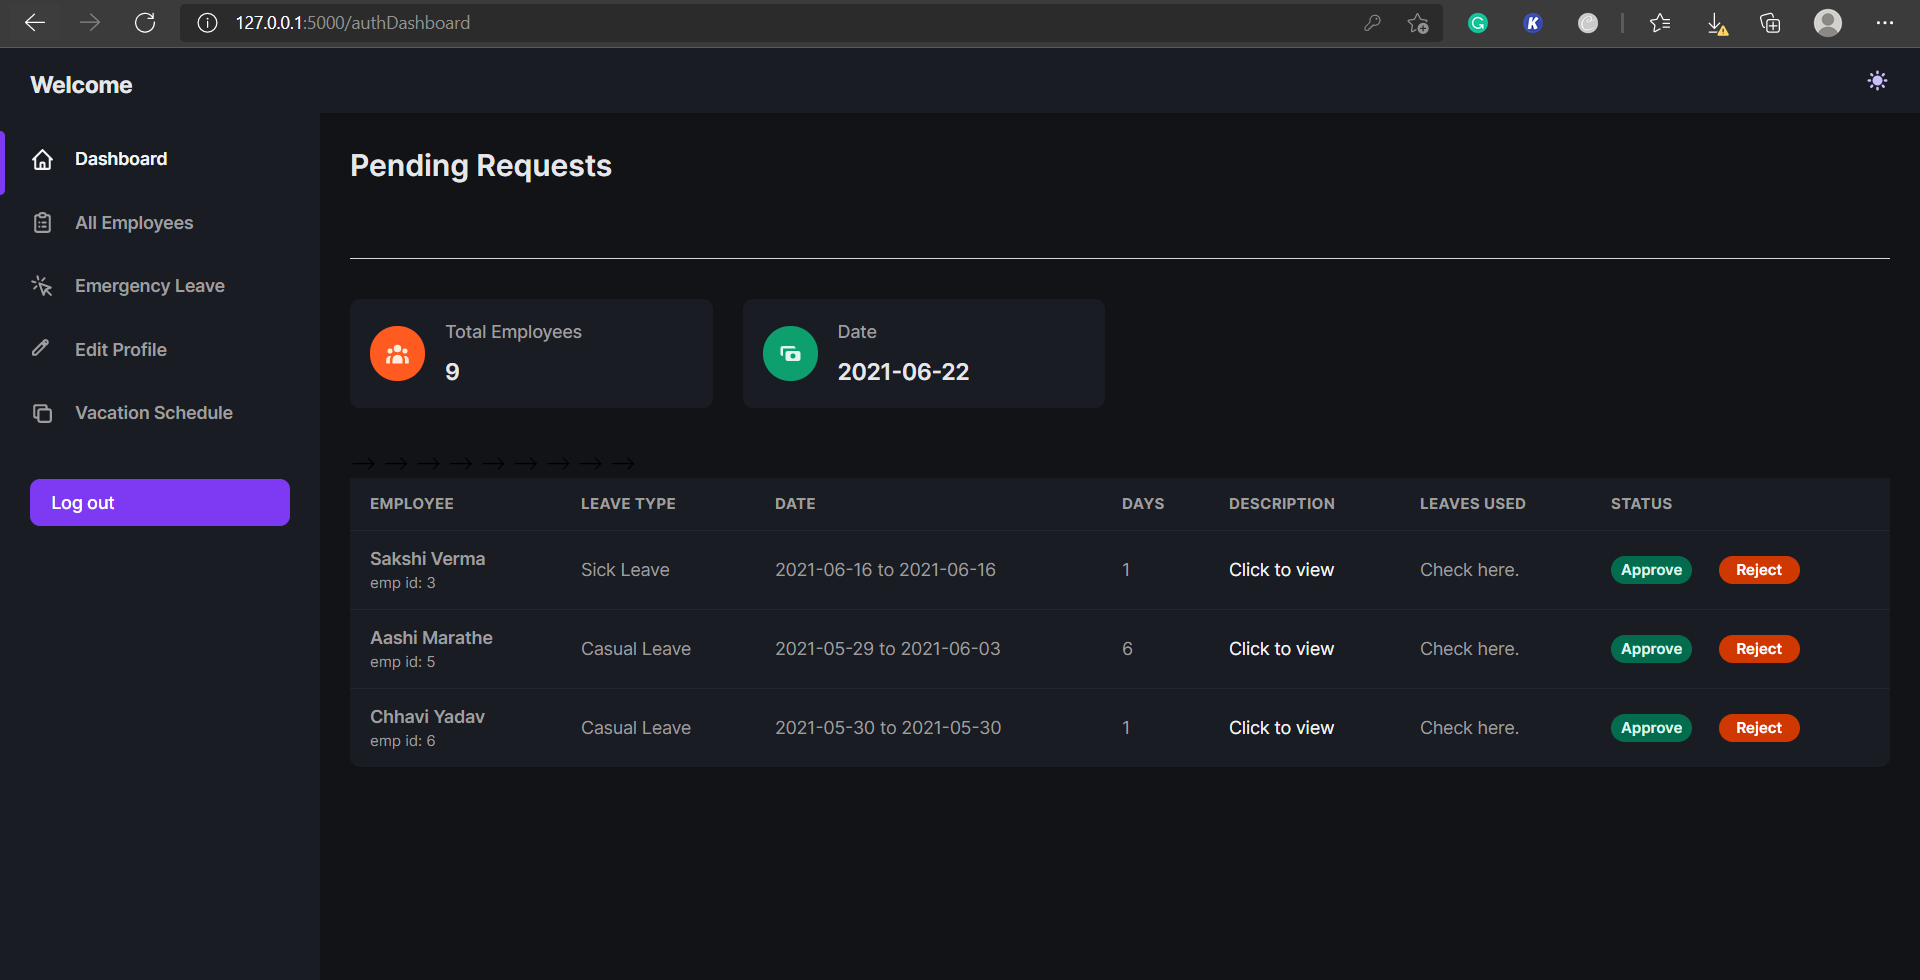 127.0.0.1:5000/authDashboard
Welcome
Dashboard
All Employees
Emergency Leave
Edit Profile
Vacation Schedule
Log out
Pending Requests
Total Employees
9
Date
2021-06-22
→ → → → → → → → →
EMPLOYEE LEAVE TYPE DATE DAYS DESCRIPTION LEAVES USED STATUS
Sakshi Verma
emp id: 3
Sick Leave 2021-06-16 to 2021-06-16 1 Click to view Check here. Approve Reject
Aashi Marathe
emp id: 5
Casual Leave 2021-05-29 to 2021-06-03 6 Click to view Check here. Approve Reject
Chhavi Yadav
emp id: 6
Casual Leave 2021-05-30 to 2021-05-30 1 Click to view Check here. Approve Reject